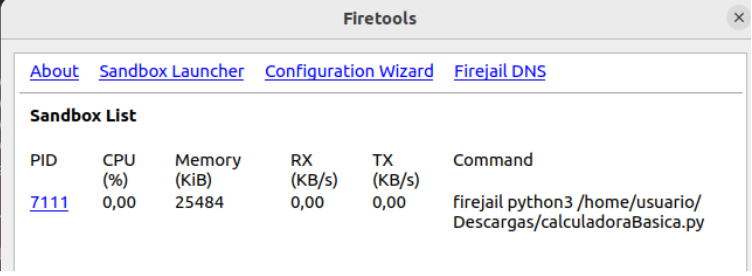 Firetools
About Sandbox Launcher Configuration Wizard Firejail DNS
Sandbox List
PID CPU (%) Memory (KiB) RX (KB/s) TX (KB/s) Command
7111 0,00 25484 0,00 0,00 firejail python3 /home/usuario/
Descargas/calculadoraBasica.py